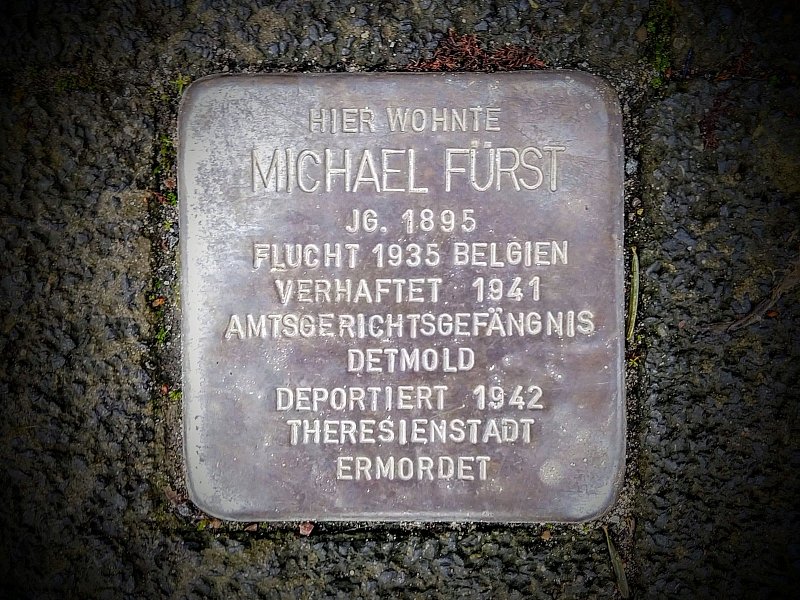 HIER WOHNTE
MICHAEL FÜRST
JG. 1895
FLUCHT 1935 BELGIEN
VERHAFTET 1941
AMTSGERICHTSGEFÄNGNIS
DETMOLD
DEPORTIERT 1942
THERESIENSTADT
ERMORDET